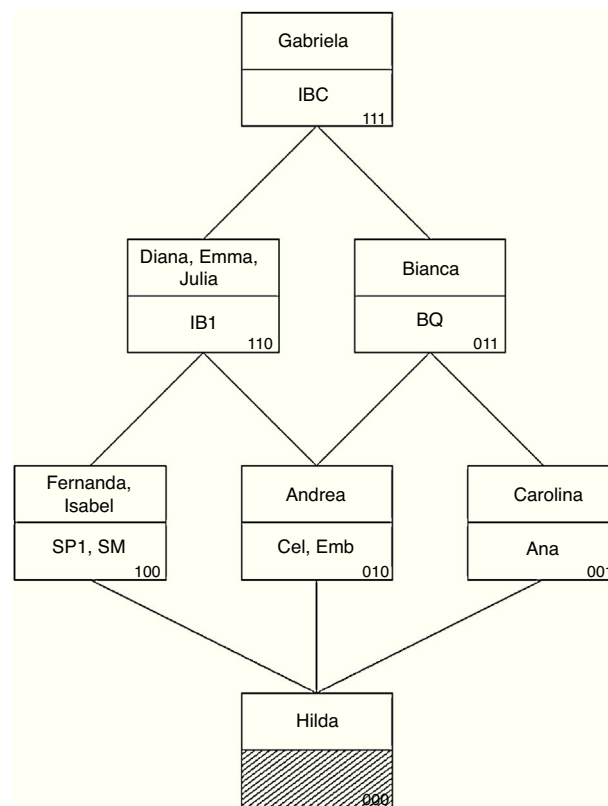 Gabriela
IBC
111
Diana, Emma,
Julia
IB1
110
Bianca
BQ
011
Fernanda,
Isabel
SP1, SM
100
Andrea
Cel, Emb
010
Carolina
Ana
001
Hilda
000